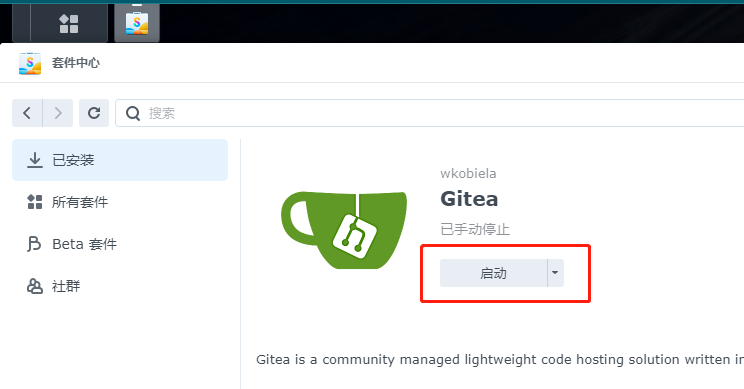 套件中心
搜索
已安装
所有套件
Beta 套件
社群
wkobiela
Gitea
已手动停止
启动
Gitea is a community managed lightweight code hosting solution written in